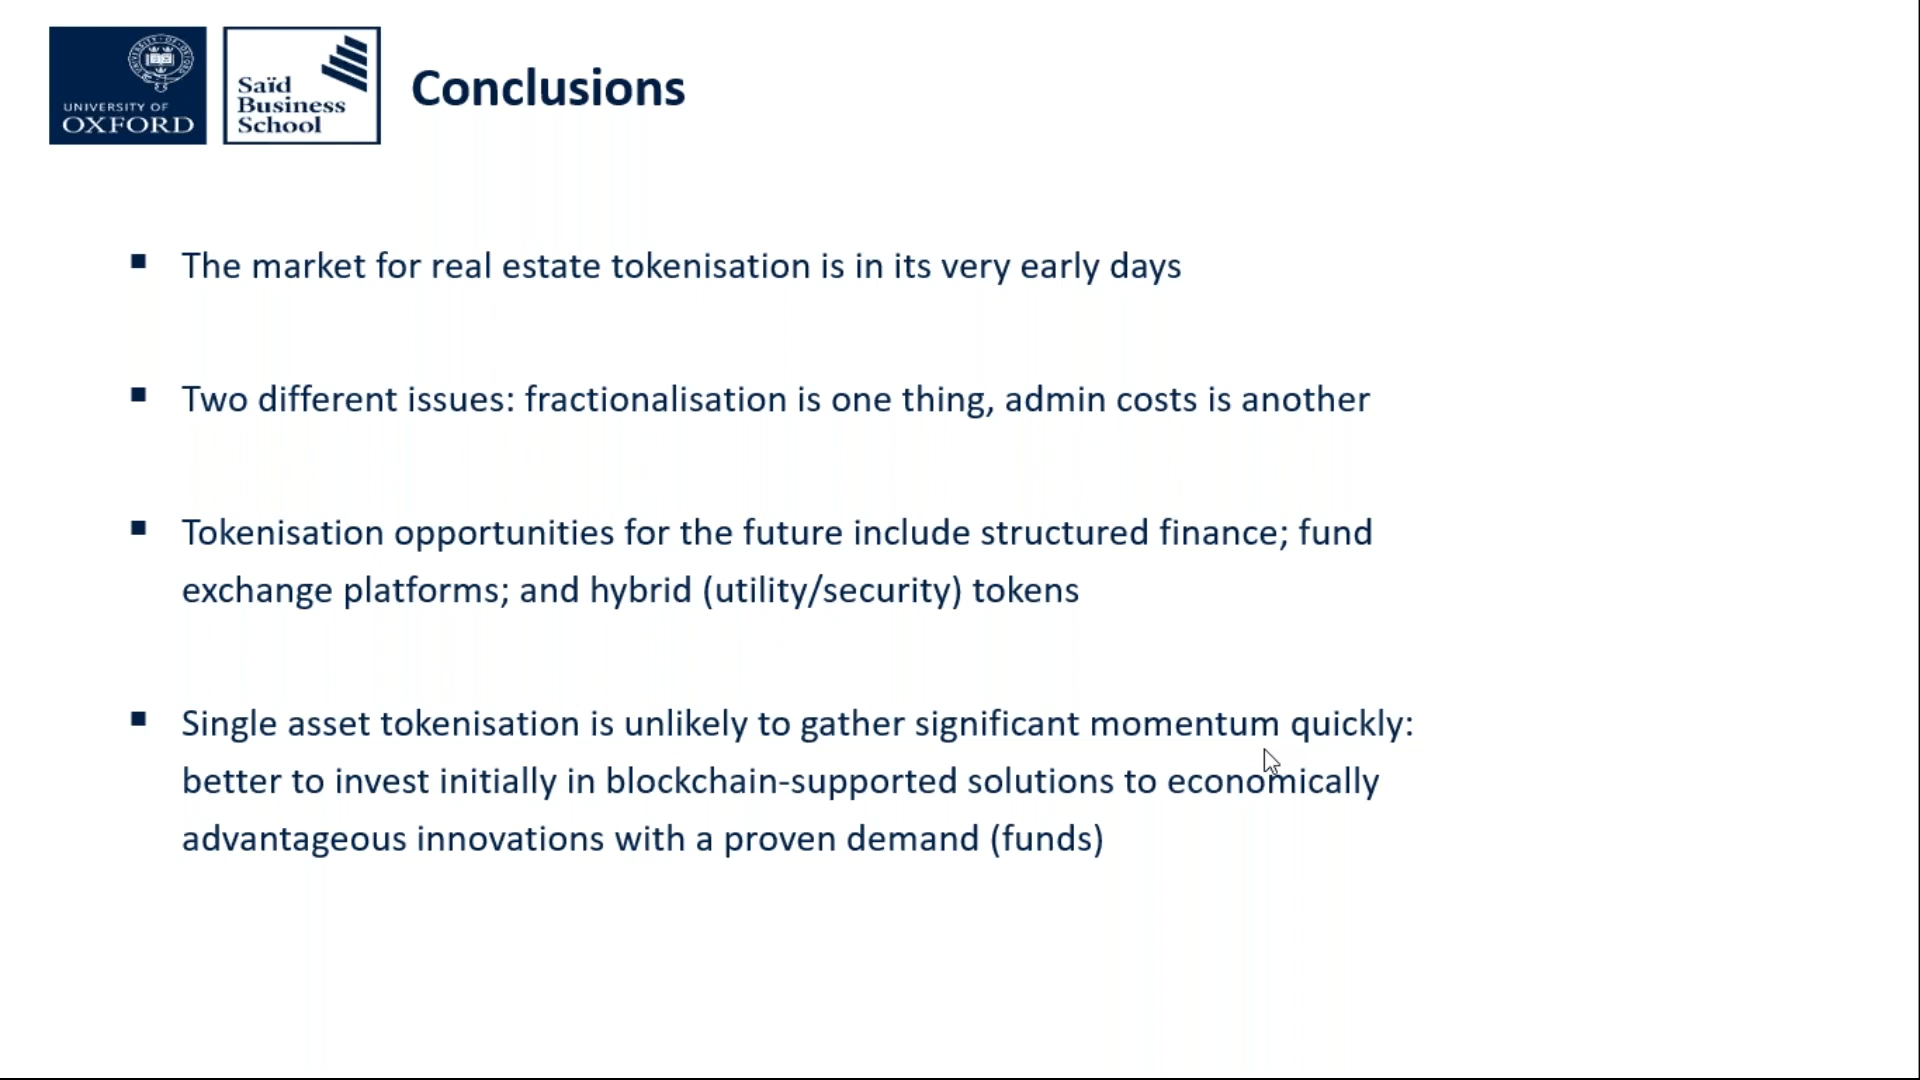 UNIVERSITY OF
OXFORD
Saïd
Business
School
Conclusions
▪ The market for real estate tokenisation is in its very early days
▪ Two different issues: fractionalisation is one thing, admin costs is another
▪ Tokenisation opportunities for the future include structured finance; fund
exchange platforms; and hybrid (utility/security) tokens
▪ Single asset tokenisation is unlikely to gather significant momentum quickly:
better to invest initially in blockchain-supported solutions to economically
advantageous innovations with a proven demand (funds)